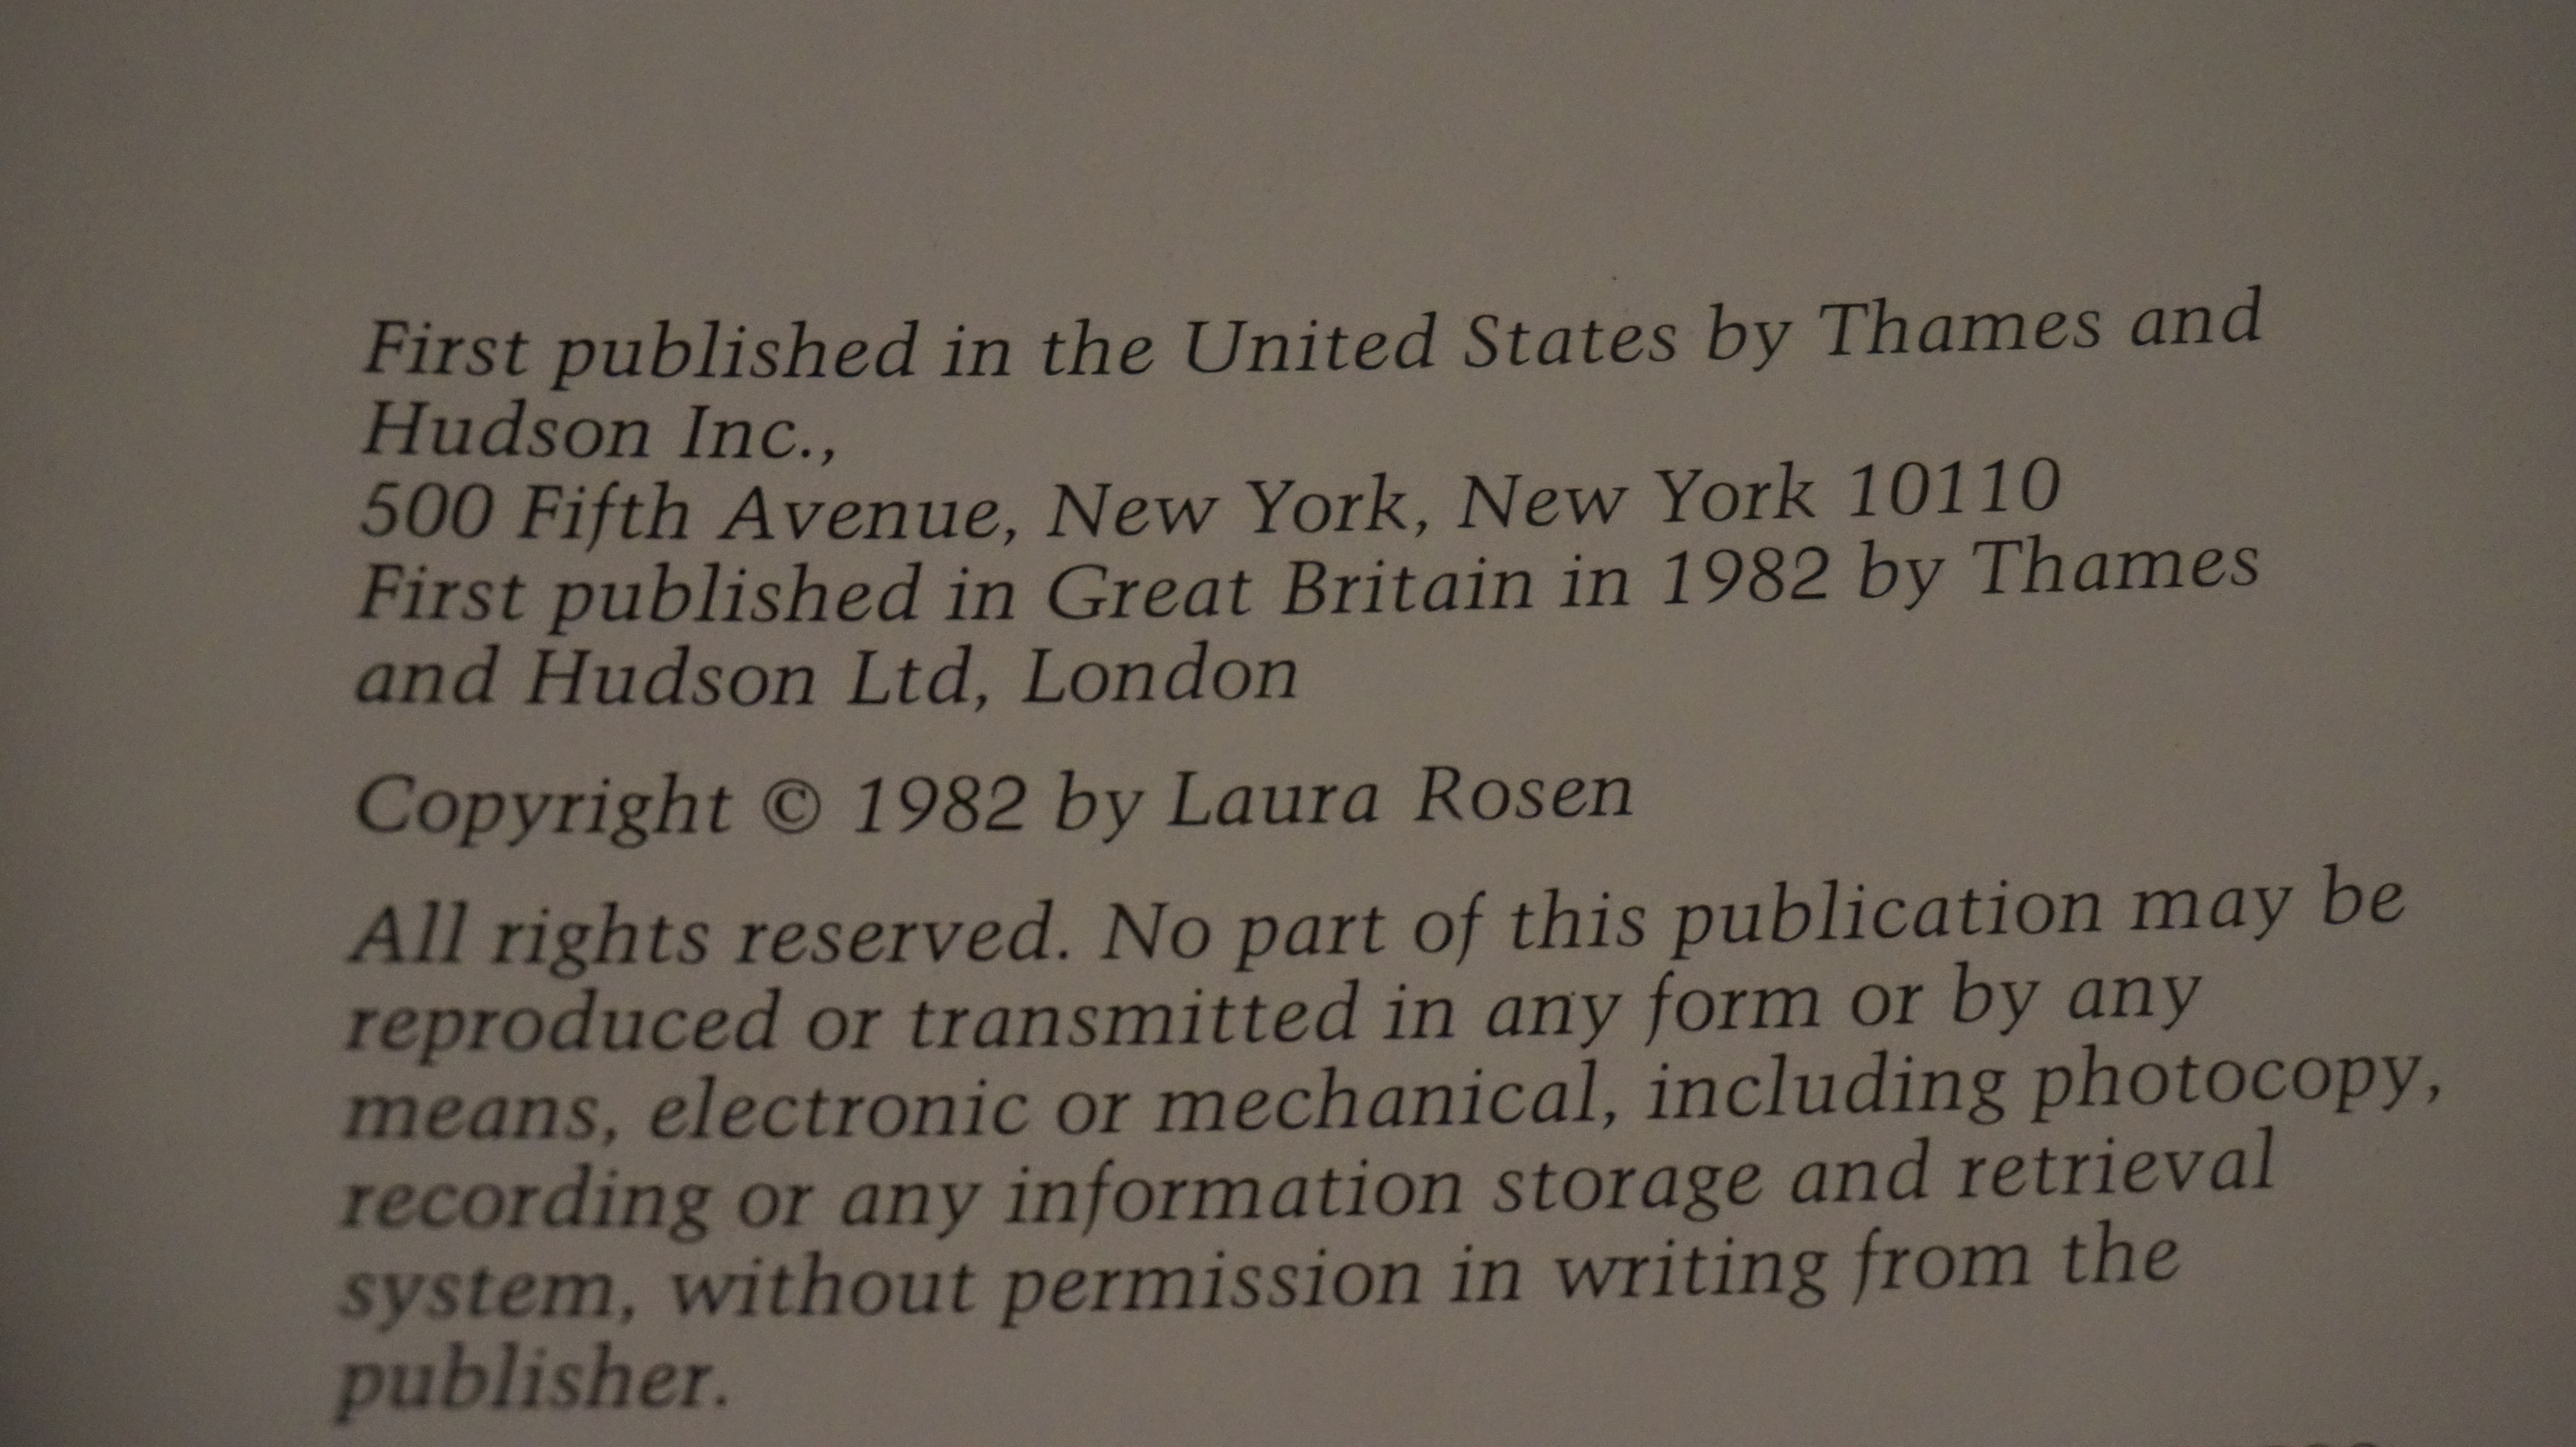 First published in the United States by Thames and
Hudson Inc.,
500 Fifth Avenue, New York, New York 10110
First published in Great Britain in 1982 by Thames
and Hudson Ltd, London
Copyright © 1982 by Laura Rosen
All rights reserved. No part of this publication may be
reproduced or transmitted in any form or by any
means, electronic or mechanical, including photocopy,
recording or any information storage and retrieval
system, without permission in writing from the
publisher.